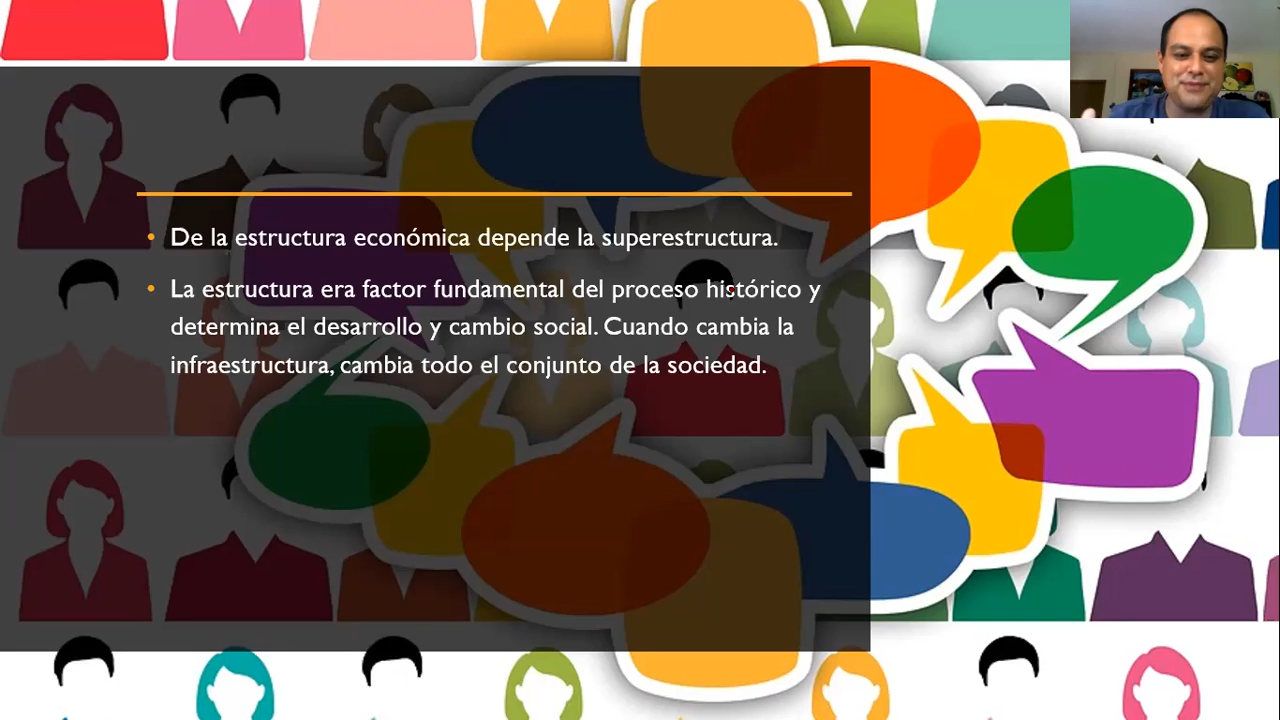 • De la estructura económica depende la superestructura.
• La estructura era factor fundamental del proceso histórico y
determina el desarrollo y cambio social. Cuando cambia la
infraestructura, cambia todo el conjunto de la sociedad.